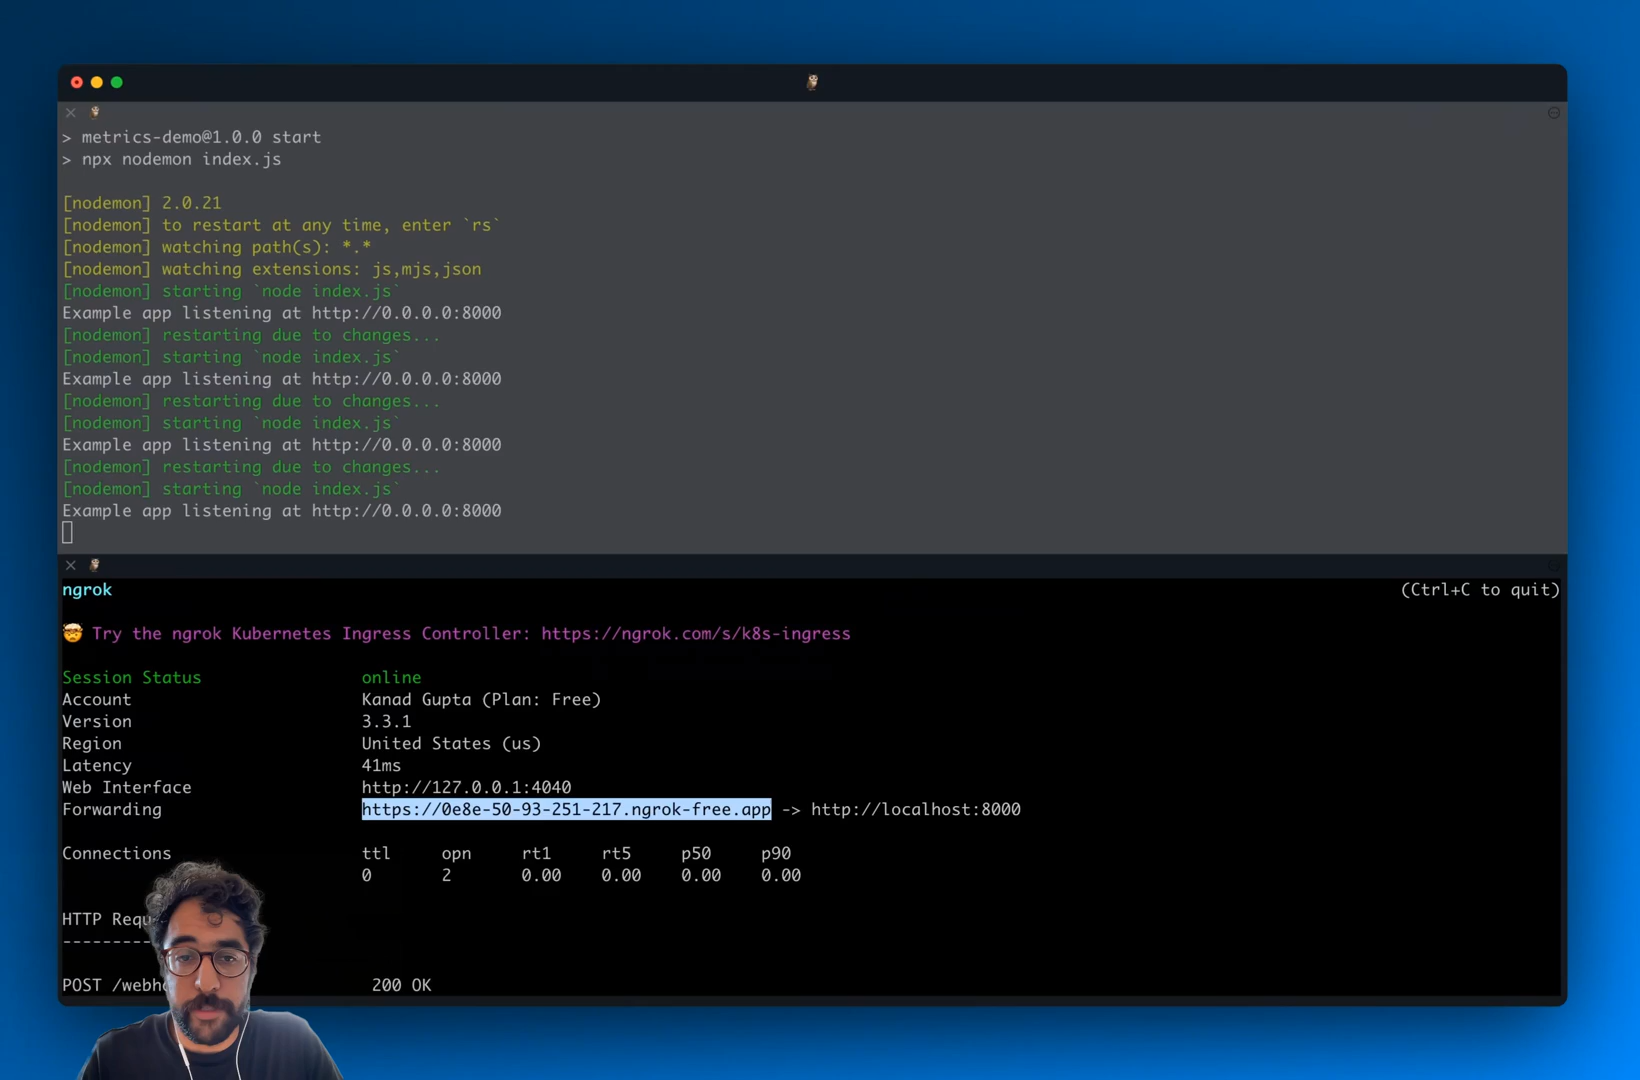 > metrics-demo@1.0.0 start
> npx nodemon index.js
[nodemon] 2.0.21
[nodemon] to restart at any time, enter `rs`
[nodemon] watching path(s): *.*
[nodemon] watching extensions: js,mjs,json
[nodemon] starting `node index.js`
Example app listening at http://0.0.0.0:8000
[nodemon] restarting due to changes...
[nodemon] starting `node index.js`
Example app listening at http://0.0.0.0:8000
[nodemon] restarting due to changes...
[nodemon] starting `node index.js`
Example app listening at http://0.0.0.0:8000
[nodemon] restarting due to changes...
[nodemon] starting `node index.js`
Example app listening at http://0.0.0.0:8000
ngrok (Ctrl+C to quit)
🤯 Try the ngrok Kubernetes Ingress Controller: https://ngrok.com/s/k8s-ingress
Session Status online
Account Kanad Gupta (Plan: Free)
Version 3.3.1
Region United States (us)
Latency 41ms
Web Interface http://127.0.0.1:4040
Forwarding https://0e8e-50-93-251-217.ngrok-free.app -> http://localhost:8000
Connections ttl opn rt1 rt5 p50 p90
0 2 0.00 0.00 0.00 0.00
HTTP Requ
---------
POST /webh 200 OK